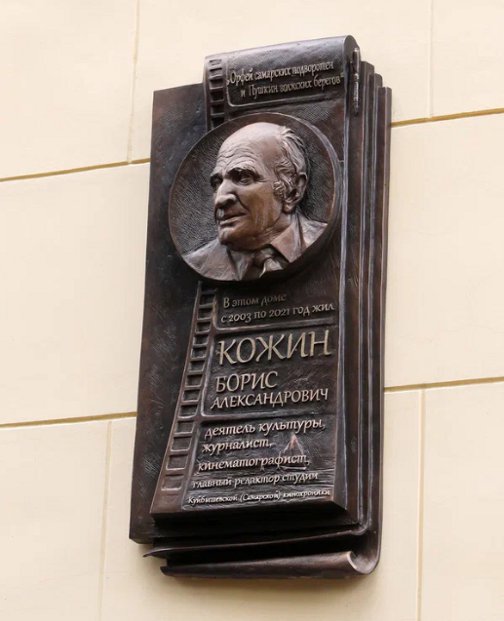 „Орфей самарских подворотен
и Пушкин волжских берегов“
В этом доме
с 2003 по 2021 год жил
КОЖИН
БОРИС
АЛЕКСАНДРОВИЧ
деятель культуры,
журналист,
кинематографист,
главный редактор студии
Куйбышевской (Самарской) кинохроники